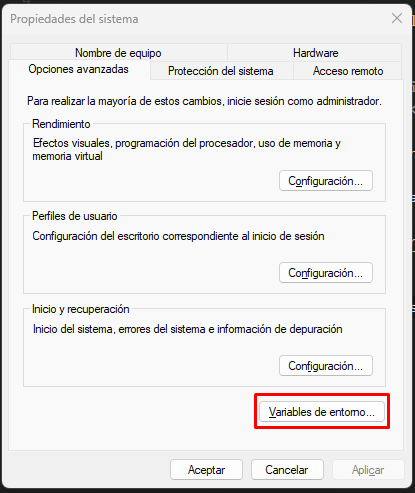 Propiedades del sistema
Nombre de equipo
Hardware
Opciones avanzadas
Protección del sistema
Acceso remoto
Para realizar la mayoría de estos cambios, inicie sesión como administrador.
Rendimiento
Efectos visuales, programación del procesador, uso de memoria y
memoria virtual
Configuración...
Perfiles de usuario
Configuración del escritorio correspondiente al inicio de sesión
Configuración...
Inicio y recuperación
Inicio del sistema, errores del sistema e información de depuración
Configuración...
Variables de entorno...
Aceptar
Cancelar
Aplicar